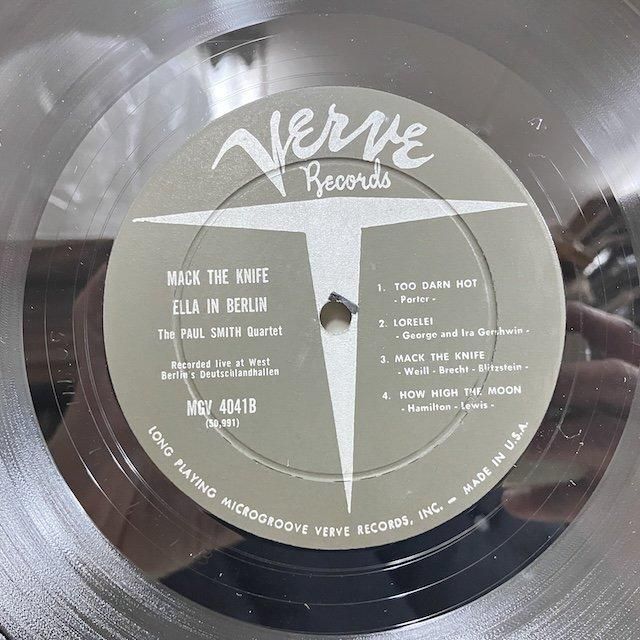 Verve
Records
MACK THE KNIFE
ELLA IN BERLIN
The PAUL SMITH Quartet
Recorded live at West
Berlin's Deutschlandhallen
MGV 4041B
(50,991)
1. TOO DARN HOT
- Porter -
2. LORELEI
- George and Ira Gershwin -
3. MACK THE KNIFE
- Weill - Brecht - Blitzstein -
4. HOW HIGH THE MOON
- Hamilton - Lewis -
LONG PLAYING MICROGROOVE VERVE RECORDS, INC. — MADE IN U.S.A.